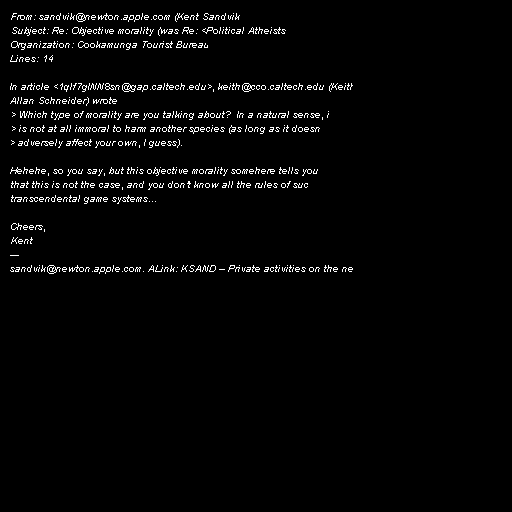 From: sandvik@newton.apple.com (Kent Sandvik
Subject: Re: Objective morality (was Re: <Political Atheists
Organization: Cookamunga Tourist Bureau
Lines: 14
In article <1qlf7gINN8sn@gap.caltech.edu>, keith@cco.caltech.edu (Keith
Allan Schneider) wrote
> Which type of morality are you talking about?  In a natural sense, i
> is not at all immoral to harm another species (as long as it doesn
> adversely affect your own, I guess).
Hehehe, so you say, but this objective morality somehere tells you
that this is not the case, and you don't know all the rules of suc
transcendental game systems...
Cheers,
Kent
---
sandvik@newton.apple.com. ALink: KSAND -- Private activities on the ne